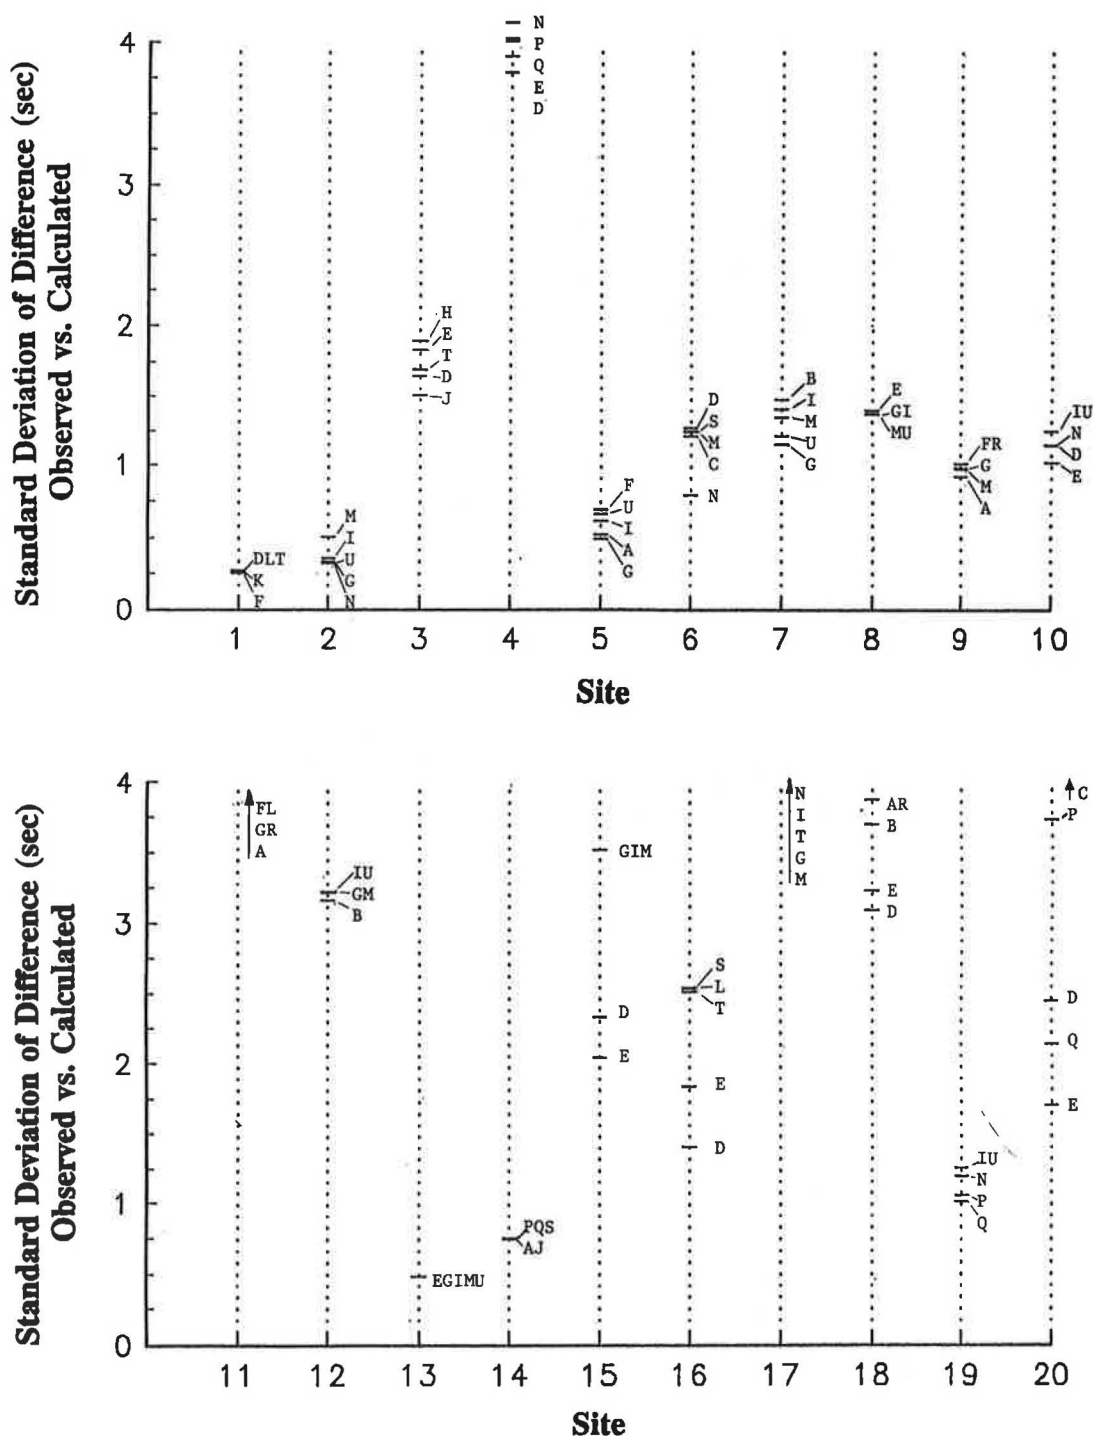 Standard Deviation of Difference (sec)
Observed vs. Calculated
4
3
2
1
0
DLT
K
F
M
I
U
G
N
H
E
T
D
J
N
P
Q
E
D
F
U
I
A
G
D
S
M
C
N
B
I
M
U
G
E
GI
MU
FR
G
M
A
IU
N
D
E
1 2 3 4 5 6 7 8 9 10
Site
Standard Deviation of Difference (sec)
Observed vs. Calculated
4
3
2
1
0
FL
GR
A
IU
GM
B
EGIMU
PQS
AJ
GIM
D
E
S
L
T
E
D
N
I
T
G
M
AR
B
E
D
IU
N
P
Q
C
P
D
Q
E
11 12 13 14 15 16 17 18 19 20
Site